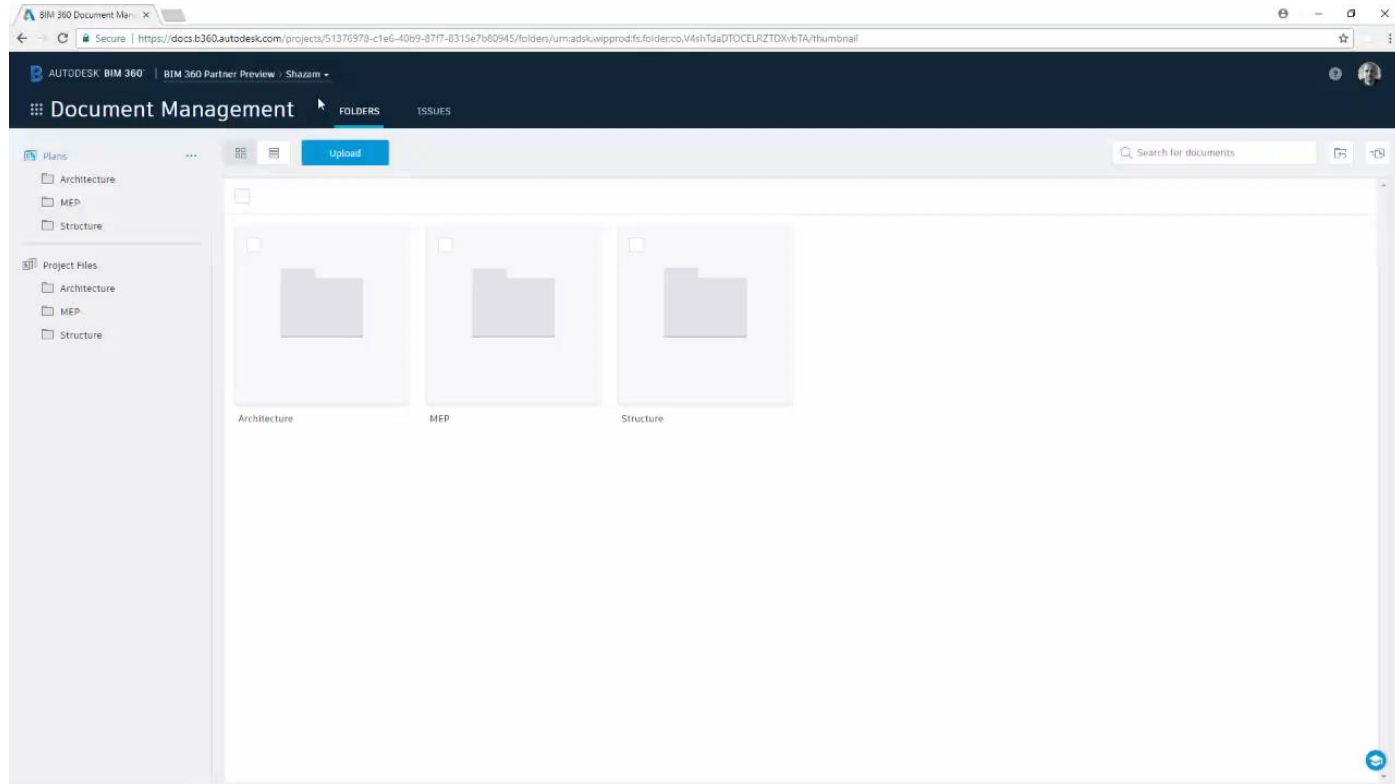 BIM 360 Document Man
Secure | https://docs.b360.autodesk.com/projects/51376978-c1e6-40b9-87f7-8315e7b60945/folders/urn:adsk.wipprod:fs.folder:co.V4shTdaDTOCELRZTDXvbTA/thumbnail
AUTODESK® BIM 360° | BIM 360 Partner Preview › Shazam
Document Management FOLDERS ISSUES
Plans ... Upload Search for documents
Architecture
MEP
Structure
Project Files
Architecture
MEP
Structure
Architecture MEP Structure